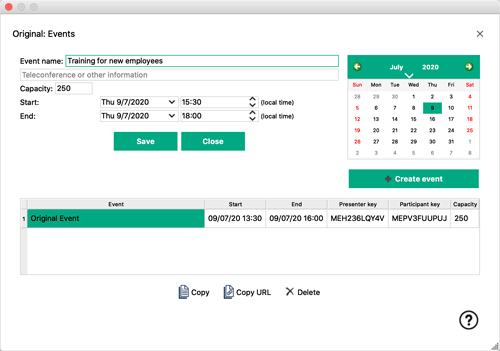 Original: Events
Event name: Training for new employees
Teleconference or other information
Capacity: 250
Start: Thu 9/7/2020 15:30 (local time)
End: Thu 9/7/2020 18:00 (local time)
Save Close
July 2020
Sun Mon Tue Wed Thu Fri Sat
28 29 30 1 2 3 4
5 6 7 8 9 10 11
12 13 14 15 16 17 18
19 20 21 22 23 24 25
26 27 28 29 30 31 1
2 3 4 5 6 7 8
Create event
Event Start End Presenter key Participant key Capacity
1 Original Event 09/07/20 13:30 09/07/20 16:00 MEH236LQY4V MEPV3FUUPUJ 250
Copy Copy URL Delete
?